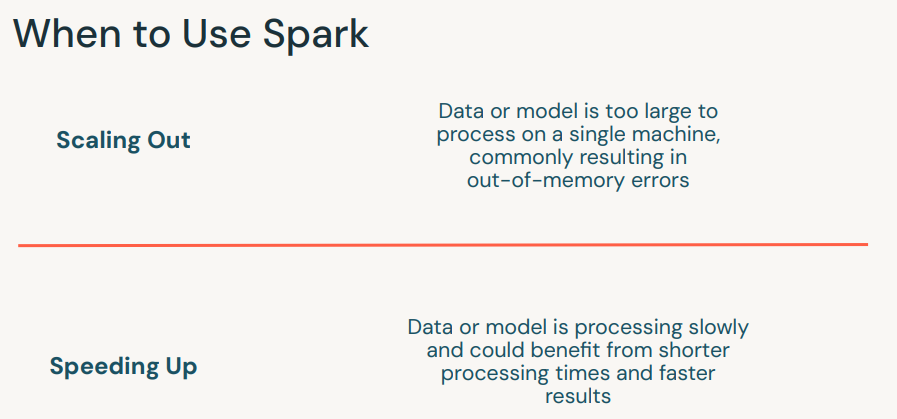 When to Use Spark
Scaling Out
Data or model is too large to
process on a single machine,
commonly resulting in
out-of-memory errors
Speeding Up
Data or model is processing slowly
and could benefit from shorter
processing times and faster
results